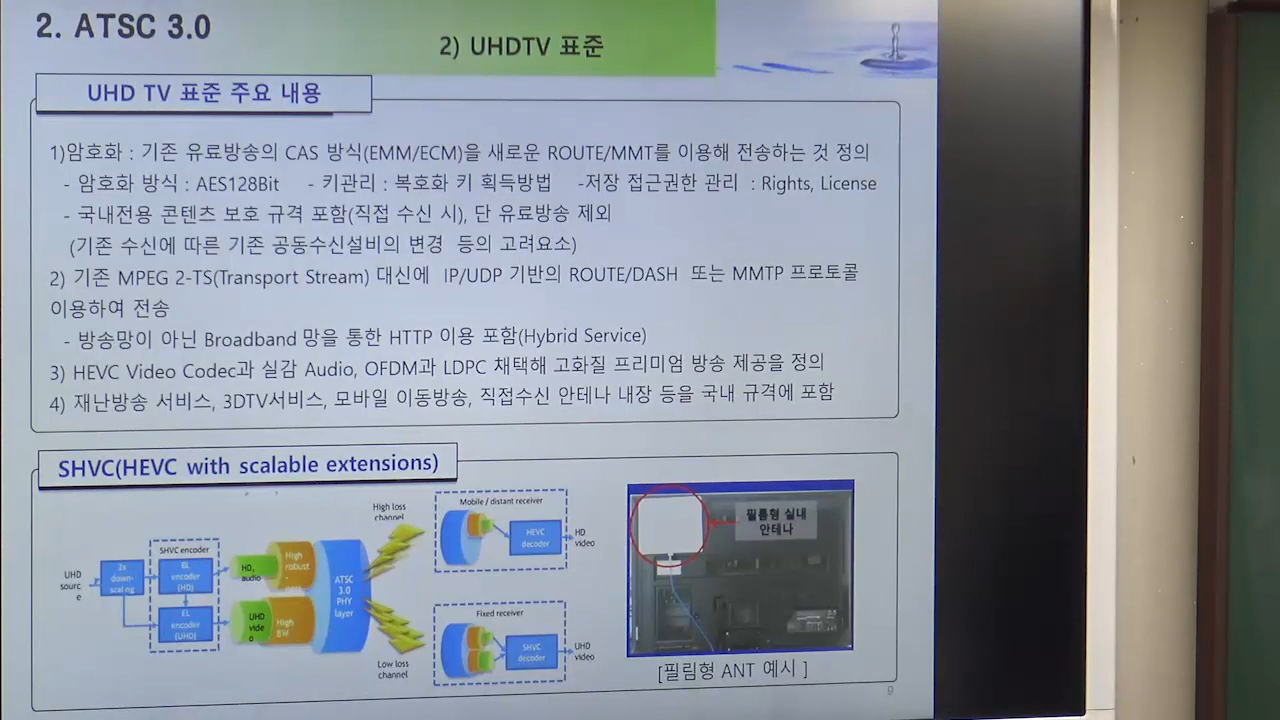 2. ATSC 3.0
2) UHDTV 표준
UHD TV 표준 주요 내용
1)암호화 : 기존 유료방송의 CAS 방식(EMM/ECM)을 새로운 ROUTE/MMT를 이용해 전송하는 것 정의
- 암호화 방식 : AES128Bit - 키관리 : 복호화 키 획득방법 -저장 접근권한 관리 : Rights, License
- 국내전용 콘텐츠 보호 규격 포함(직접 수신 시), 단 유료방송 제외
(기존 수신에 따른 기존 공동수신설비의 변경 등의 고려요소)
2) 기존 MPEG 2-TS(Transport Stream) 대신에 IP/UDP 기반의 ROUTE/DASH 또는 MMTP 프로토콜
이용하여 전송
- 방송망이 아닌 Broadband 망을 통한 HTTP 이용 포함(Hybrid Service)
3) HEVC Video Codec과 실감 Audio, OFDM과 LDPC 채택해 고화질 프리미엄 방송 제공을 정의
4) 재난방송 서비스, 3DTV서비스, 모바일 이동방송, 직접수신 안테나 내장 등을 국내 규격에 포함
SHVC(HEVC with scalable extensions)
UHD
sourc
e
2x
down-
scaling
SHVC encoder
BL
encoder
(HD)
EL
encoder
(UHD)
HD,
audio
High
robust
UHD
vide
o
High
BW
ATSC
3.0
PHY
layer
High loss
channel
Low loss
channel
Mobile / distant receiver
HEVC
decoder
HD
video
Fixed receiver
SHVC
decoder
UHD
video
필름형 실내
안테나
[필림형 ANT 예시 ]
9